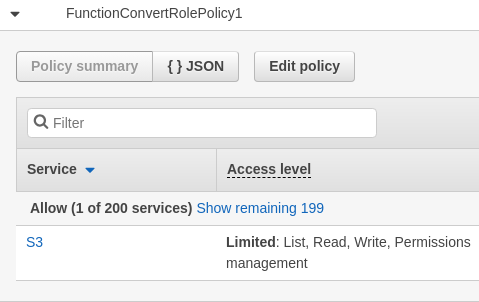 FunctionConvertRolePolicy1
Policy summary { } JSON Edit policy
Filter
Service Access level
Allow (1 of 200 services) Show remaining 199
S3 Limited: List, Read, Write, Permissions
management